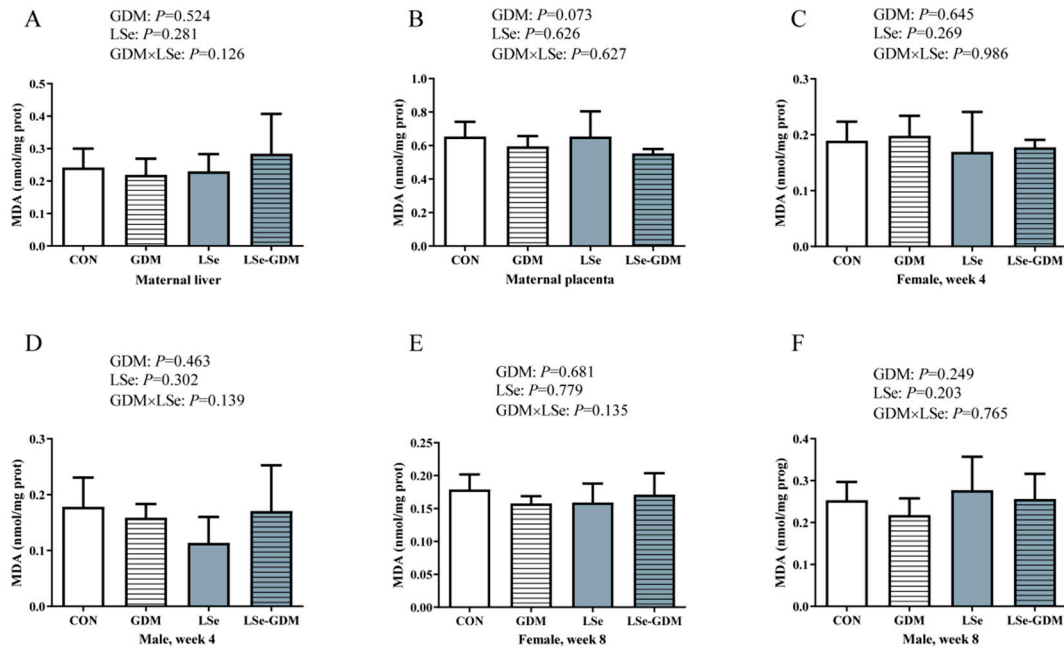 A
GDM: P=0.524
LSe: P=0.281
GDM×LSe: P=0.126
MDA (nmol/mg prot)
0.5
0.4
0.3
0.2
0.1
0.0
CON GDM LSe LSe-GDM
Maternal liver
B
GDM: P=0.073
LSe: P=0.626
GDM×LSe: P=0.627
MDA (nmol/mg prot)
1.0
0.8
0.6
0.4
0.2
0.0
CON GDM LSe LSe-GDM
Maternal placenta
C
GDM: P=0.645
LSe: P=0.269
GDM×LSe: P=0.986
MDA (nmol/mg prot)
0.3
0.2
0.1
0.0
CON GDM LSe LSe-GDM
Female, week 4
D
GDM: P=0.463
LSe: P=0.302
GDM×LSe: P=0.139
MDA (nmol/mg prot)
0.3
0.2
0.1
0.0
CON GDM LSe LSe-GDM
Male, week 4
E
GDM: P=0.681
LSe: P=0.779
GDM×LSe: P=0.135
MDA (nmol/mg prot)
0.25
0.20
0.15
0.10
0.05
0.00
CON GDM LSe LSe-GDM
Female, week 8
F
GDM: P=0.249
LSe: P=0.203
GDM×LSe: P=0.765
MDA (nmol/mg prog)
0.4
0.3
0.2
0.1
0.0
CON GDM LSe LSe-GDM
Male, week 8